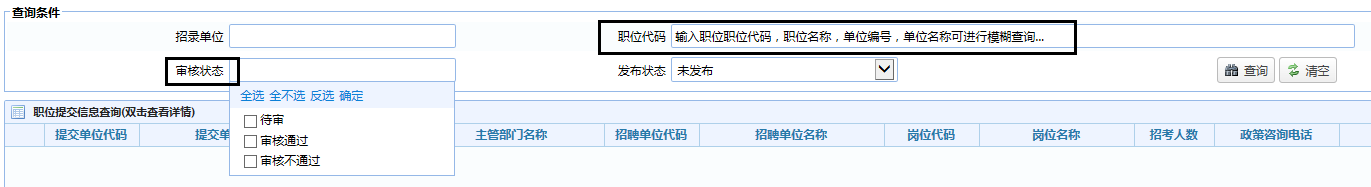 查询条件
招录单位
职位代码 输入职位职位代码，职位名称，单位编号，单位名称可进行模糊查询...
审核状态
发布状态 未发布
查询 清空
全选 全不选 反选 确定
待审
审核通过
审核不通过
职位提交信息查询(双击查看详情)
提交单位代码 提交单 主管部门名称 招聘单位代码 招聘单位名称 岗位代码 岗位名称 招考人数 政策咨询电话